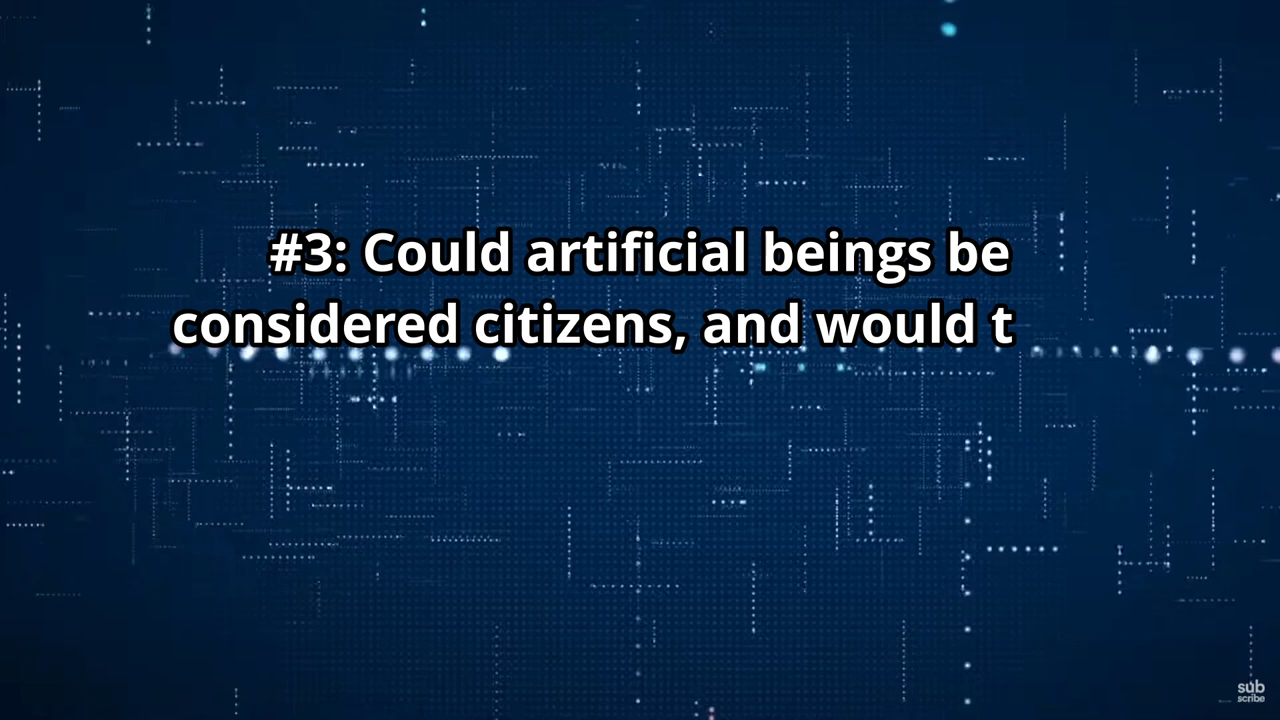 #3: Could artificial beings be
considered citizens, and would t
sub
scribe